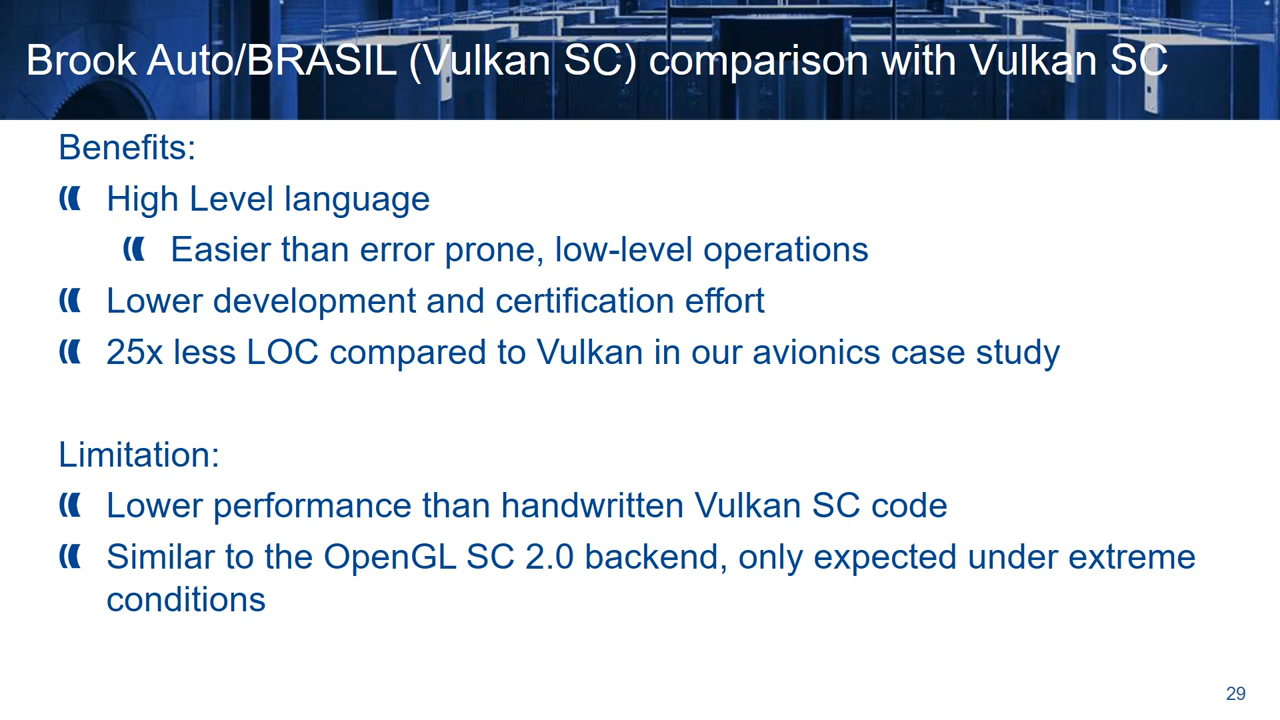 Brook Auto/BRASIL (Vulkan SC) comparison with Vulkan SC
Benefits:
High Level language
Easier than error prone, low-level operations
Lower development and certification effort
25x less LOC compared to Vulkan in our avionics case study
Limitation:
Lower performance than handwritten Vulkan SC code
Similar to the OpenGL SC 2.0 backend, only expected under extreme
conditions
29